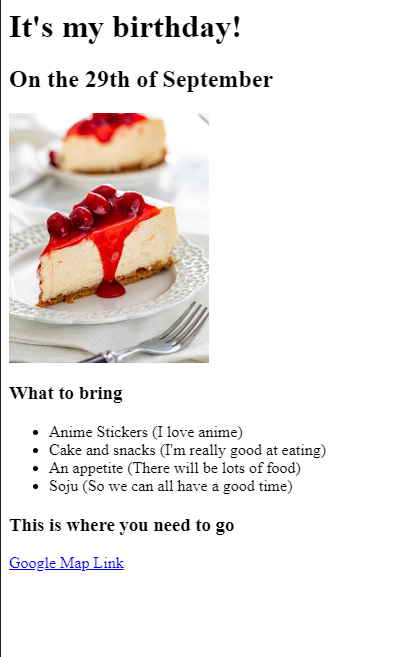 It's my birthday!
On the 29th of September
What to bring
Anime Stickers (I love anime)
Cake and snacks (I'm really good at eating)
An appetite (There will be lots of food)
Soju (So we can all have a good time)
This is where you need to go
Google Map Link